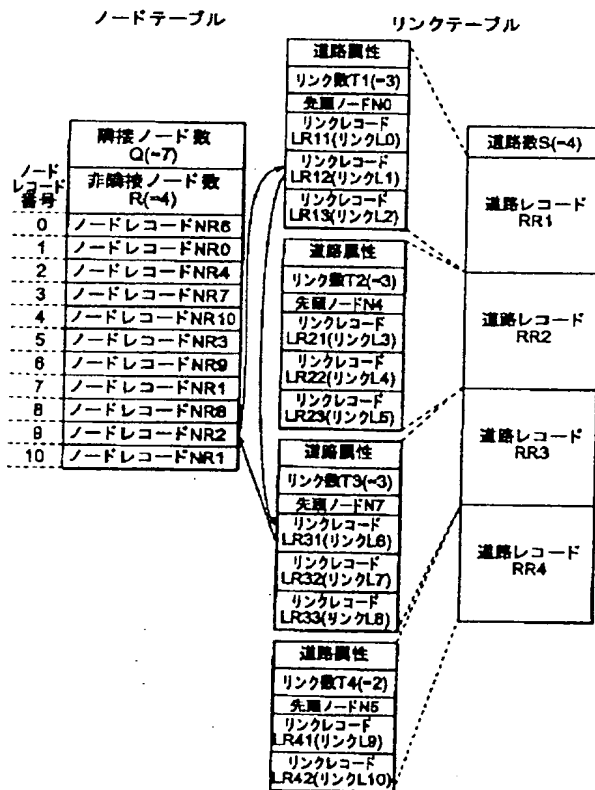 ノードテーブル
リンクテーブル
隣接ノード数
Q(=7)
非隣接ノード数
R(=4)
ノード
レコード
番号
0 ノードレコードNR6
1 ノードレコードNR0
2 ノードレコードNR4
3 ノードレコードNR7
4 ノードレコードNR10
5 ノードレコードNR3
6 ノードレコードNR9
7 ノードレコードNR1
8 ノードレコードNR8
9 ノードレコードNR2
10 ノードレコードNR1
道路属性
リンク数T1(=3)
先頭ノードN0
リンクレコード
LR11(リンクL0)
リンクレコード
LR12(リンクL1)
リンクレコード
LR13(リンクL2)
道路属性
リンク数T2(=3)
先頭ノードN4
リンクレコード
LR21(リンクL3)
リンクレコード
LR22(リンクL4)
リンクレコード
LR23(リンクL5)
道路属性
リンク数T3(=3)
先頭ノードN7
リンクレコード
LR31(リンクL6)
リンクレコード
LR32(リンクL7)
リンクレコード
LR33(リンクL8)
道路属性
リンク数T4(=2)
先頭ノードN5
リンクレコード
LR41(リンクL9)
リンクレコード
LR42(リンクL10)
道路数S(=4)
道路レコード
RR1
道路レコード
RR2
道路レコード
RR3
道路レコード
RR4